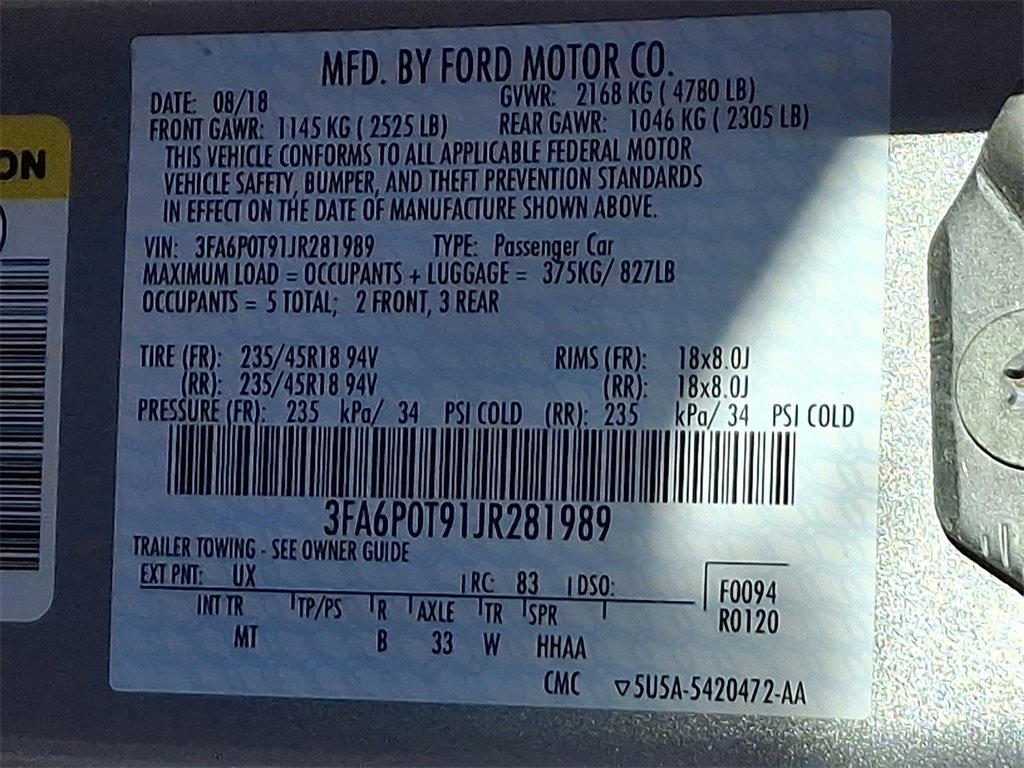 MFD. BY FORD MOTOR CO.
DATE: 08/18 GVWR: 2168 KG ( 4780 LB)
FRONT GAWR: 1145 KG ( 2525 LB) REAR GAWR: 1046 KG ( 2305 LB)
THIS VEHICLE CONFORMS TO ALL APPLICABLE FEDERAL MOTOR
VEHICLE SAFETY, BUMPER, AND THEFT PREVENTION STANDARDS
IN EFFECT ON THE DATE OF MANUFACTURE SHOWN ABOVE.
VIN: 3FA6P0T91JR281989 TYPE: Passenger Car
MAXIMUM LOAD = OCCUPANTS + LUGGAGE = 375KG/ 827LB
OCCUPANTS = 5 TOTAL; 2 FRONT, 3 REAR
TIRE (FR): 235/45R18 94V RIMS (FR): 18x8.0J
(RR): 235/45R18 94V (RR): 18x8.0J
PRESSURE (FR): 235 kPa/ 34 PSI COLD (RR): 235 kPa/ 34 PSI COLD
3FA6P0T91JR281989
TRAILER TOWING - SEE OWNER GUIDE
EXT PNT: UX RC: 83 DSO:
INT TR TP/PS R AXLE TR SPR
MT B 33 W HHAA
F0094
R0120
CMC ▽5U5A-5420472-AA
ON
)